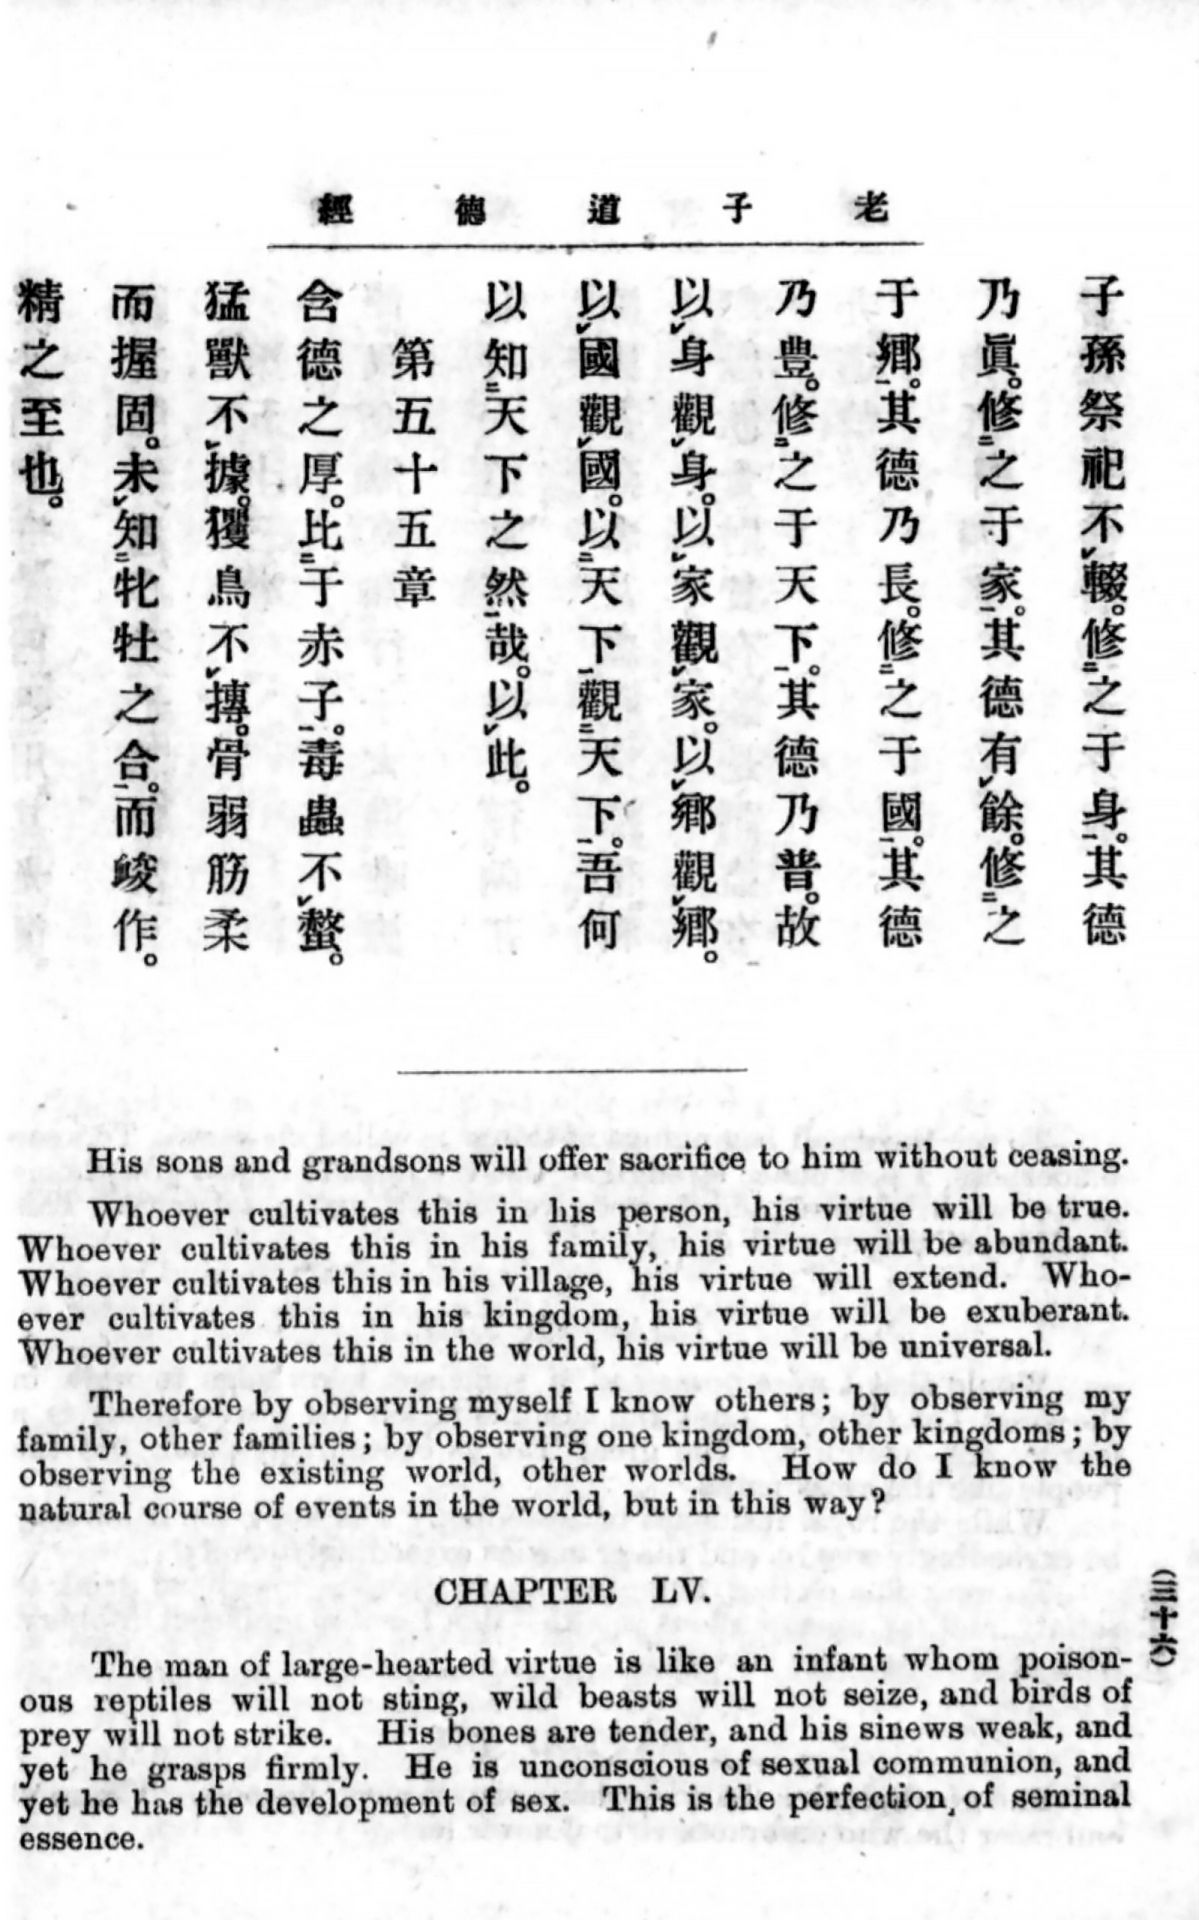 老子道德經
子孫祭祀不輟。修之于身。其德
乃眞。修之于家。其德有餘。修之
于鄕。其德乃長。修之于國。其德
乃豊。修之于天下。其德乃普。故
以身觀身。以家觀家。以鄕觀鄕。
以國觀國。以天下觀天下。吾何
以知天下之然哉。以此。
第五十五章
含德之厚。比于赤子。毒蟲不螫。
猛獸不據。玃鳥不搏。骨弱筋柔
而握固。未知牝牡之合。而峻作。
精之至也。
His sons and grandsons will offer sacrifice to him without ceasing.
Whoever cultivates this in his person, his virtue will be true.
Whoever cultivates this in his family, his virtue will be abundant.
Whoever cultivates this in his village, his virtue will extend. Who-
ever cultivates this in his kingdom, his virtue will be exuberant.
Whoever cultivates this in the world, his virtue will be universal.
Therefore by observing myself I know others; by observing my
family, other families; by observing one kingdom, other kingdoms; by
observing the existing world, other worlds. How do I know the
natural course of events in the world, but in this way?
CHAPTER LV.
The man of large-hearted virtue is like an infant whom poison-
ous reptiles will not sting, wild beasts will not seize, and birds of
prey will not strike. His bones are tender, and his sinews weak, and
yet he grasps firmly. He is unconscious of sexual communion, and
yet he has the development of sex. This is the perfection of seminal
essence.
(三十六)